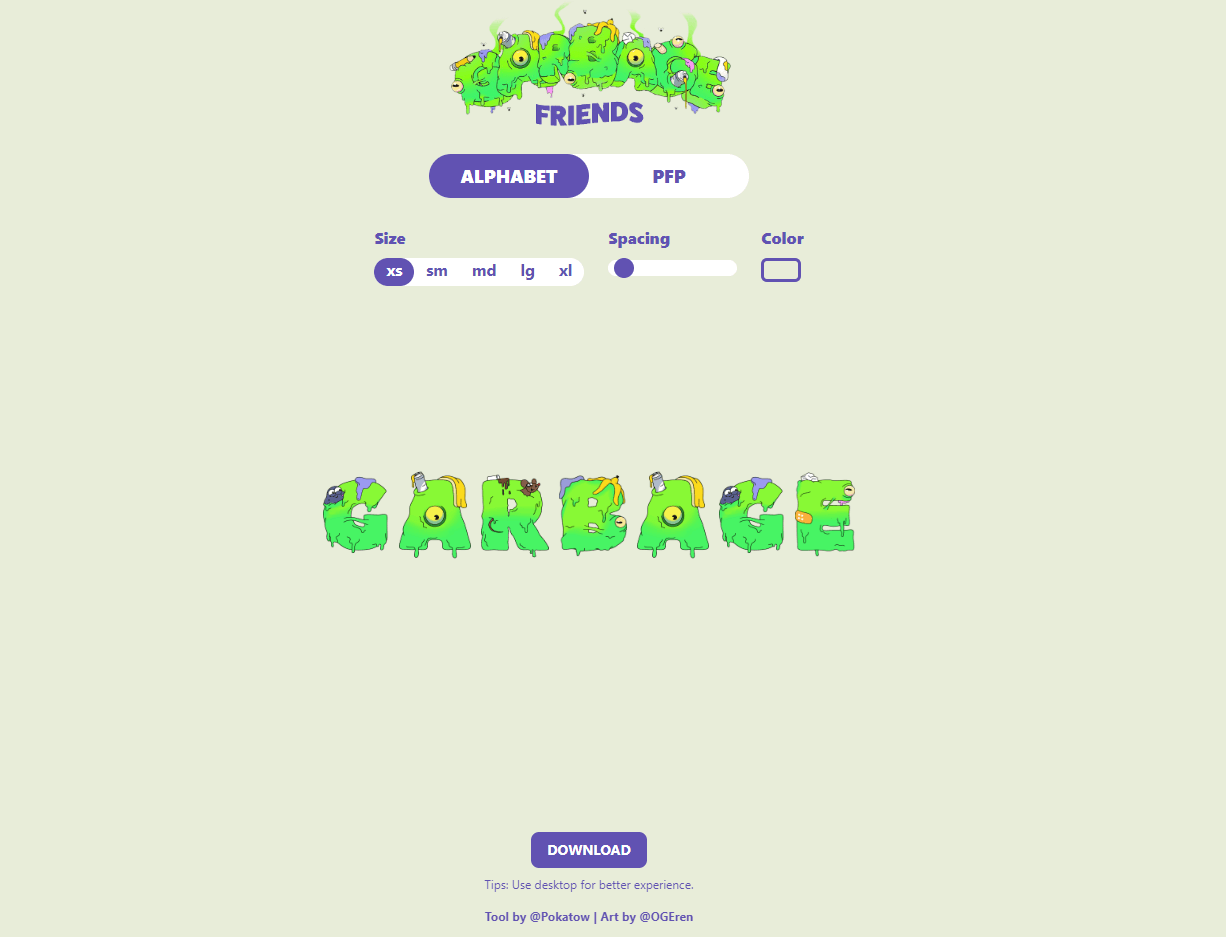 GARBAGE
FRIENDS
ALPHABET PFP
Size Spacing Color
xs sm md lg xl
GARBAGE
DOWNLOAD
Tips: Use desktop for better experience.
Tool by @Pokatow | Art by @OGEren